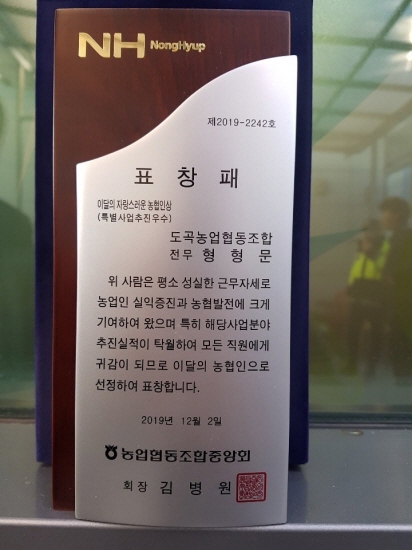 NH NongHyup
제2019-2242호
표 창 패
이달의 자랑스러운 농협인상
(특별사업추진우수)
도곡농업협동조합
전무 형 형 문
위 사람은 평소 성실한 근무자세로
농업인 실익증진과 농협발전에 크게
기여하여 왔으며 특히 해당사업분야
추진실적이 탁월하여 모든 직원에게
귀감이 되므로 이달의 농협인으로
선정하여 표창합니다.
2019년 12월 2일
농업협동조합중앙회
회장 김 병 원